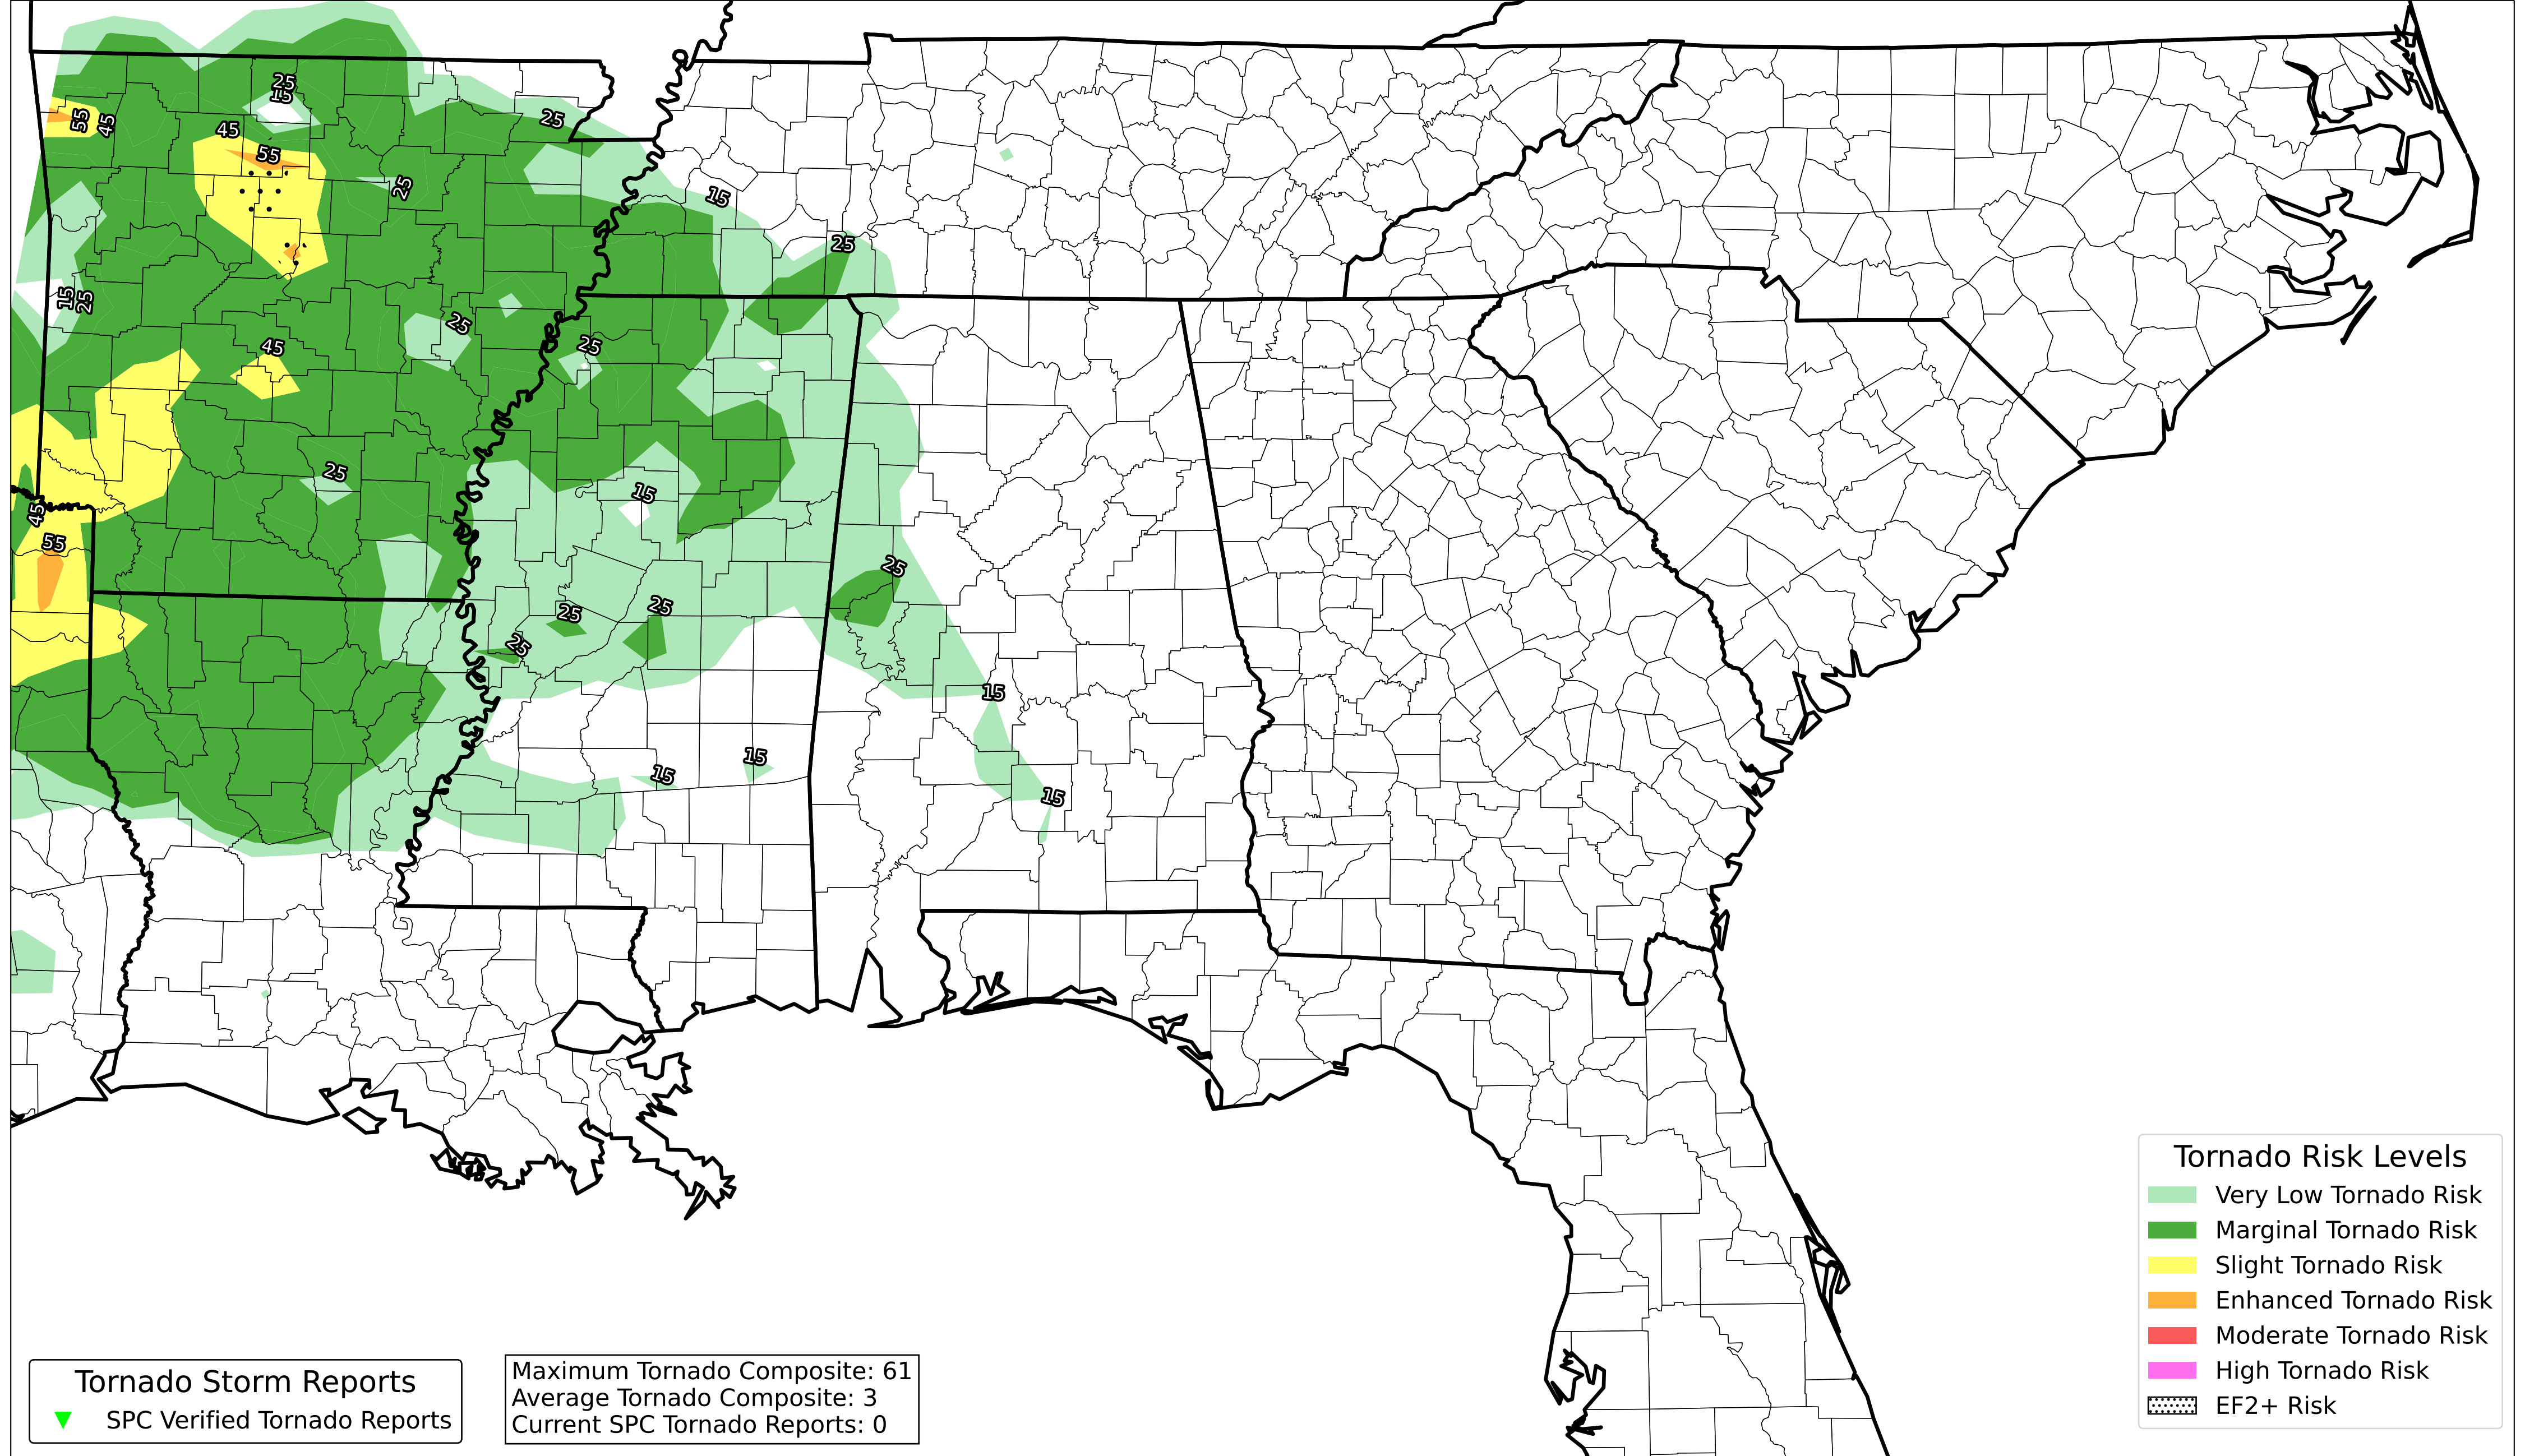 25
15
55
45
45
25
55
25
15
25
15
25
25
45
25
25
15
45
55
25
25
25
25
15
15
15
15
Tornado Risk Levels
Very Low Tornado Risk
Marginal Tornado Risk
Slight Tornado Risk
Enhanced Tornado Risk
Moderate Tornado Risk
High Tornado Risk
EF2+ Risk
Tornado Storm Reports
SPC Verified Tornado Reports
Maximum Tornado Composite: 61
Average Tornado Composite: 3
Current SPC Tornado Reports: 0